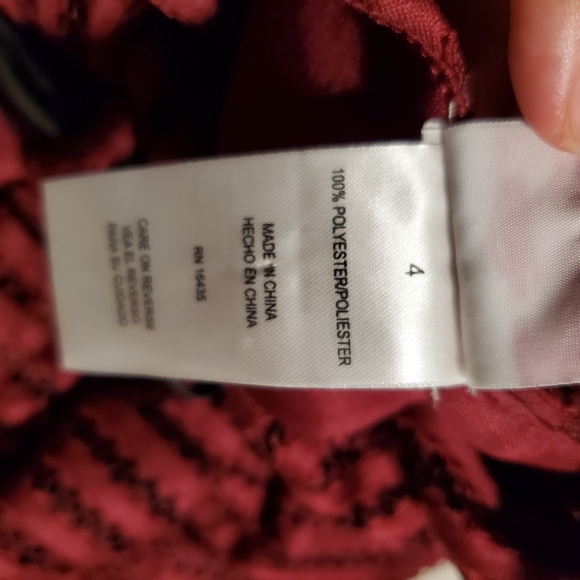 4
100% POLYESTER/POLIESTER
MADE IN CHINA
HECHO EN CHINA
RN 16435
CARE ON REVERSE
VEA EL REVERSO
PARA SU CUIDADO